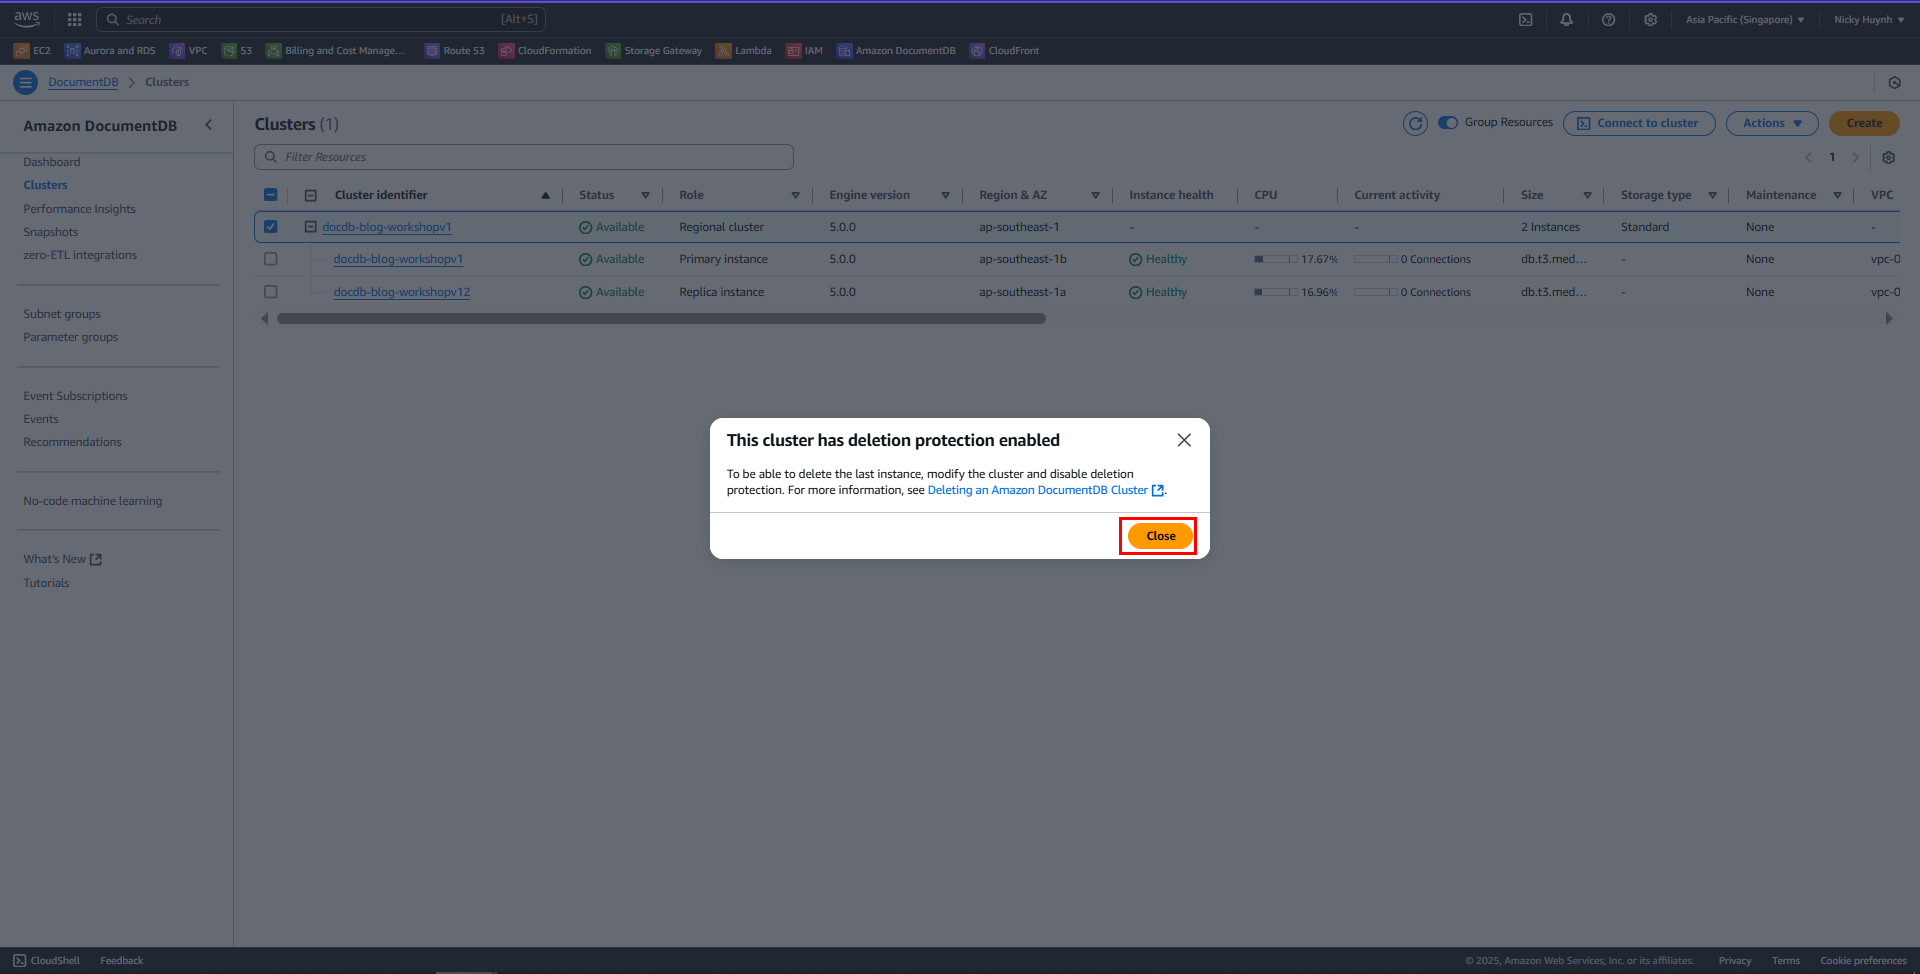 aws
Search [Alt+S]
Asia Pacific (Singapore) Nicky Huynh
EC2 Aurora and RDS VPC S3 Billing and Cost Manage... Route 53 CloudFormation Storage Gateway Lambda IAM Amazon DocumentDB CloudFront
DocumentDB Clusters
Amazon DocumentDB
Dashboard
Clusters
Performance Insights
Snapshots
zero-ETL integrations
Subnet groups
Parameter groups
Event Subscriptions
Events
Recommendations
No-code machine learning
What's New
Tutorials
Clusters (1)
Group Resources Connect to cluster Actions Create
Filter Resources
1
Cluster identifier Status Role Engine version Region & AZ Instance health CPU Current activity Size Storage type Maintenance VPC
docdb-blog-workshopv1 Available Regional cluster 5.0.0 ap-southeast-1 - - - 2 Instances Standard None -
docdb-blog-workshopv1 Available Primary instance 5.0.0 ap-southeast-1b Healthy 17.67% 0 Connections db.t3.med... - None vpc-0
docdb-blog-workshopv12 Available Replica instance 5.0.0 ap-southeast-1a Healthy 16.96% 0 Connections db.t3.med... - None vpc-0
This cluster has deletion protection enabled
To be able to delete the last instance, modify the cluster and disable deletion
protection. For more information, see Deleting an Amazon DocumentDB Cluster.
Close
CloudShell Feedback
© 2025, Amazon Web Services, Inc. or its affiliates. Privacy Terms Cookie preferences